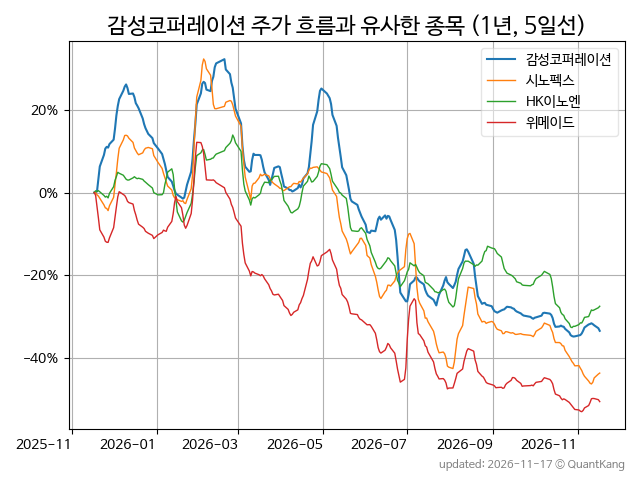 감성코퍼레이션 주가 흐름과 유사한 종목 (1년, 5일선)
감성코퍼레이션
시노펙스
HK이노엔
위메이드
20%
0%
−20%
−40%
2025-11 2026-01 2026-03 2026-05 2026-07 2026-09 2026-11
updated: 2026-11-17 © QuantKang